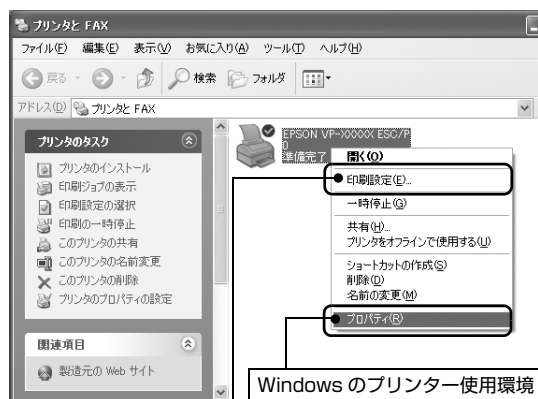 プリンタと FAX
ファイル(F) 編集(E) 表示(V) お気に入り(A) ツール(T) ヘルプ(H)
戻る 検索 フォルダ
アドレス(D) プリンタと FAX
プリンタのタスク
プリンタのインストール
印刷ジョブの表示
印刷設定の選択
印刷の一時停止
このプリンタの共有
このプリンタの名前変更
このプリンタの削除
プリンタのプロパティの設定
関連項目
製造元の Web サイト
EPSON VP-XXXXX ESC/P
0
準備完了
開く(O)
印刷設定(E)...
一時停止(G)
共有(H)...
プリンタをオフラインで使用する(U)
ショートカットの作成(S)
削除(D)
名前の変更(M)
プロパティ(R)
Windows のプリンター使用環境